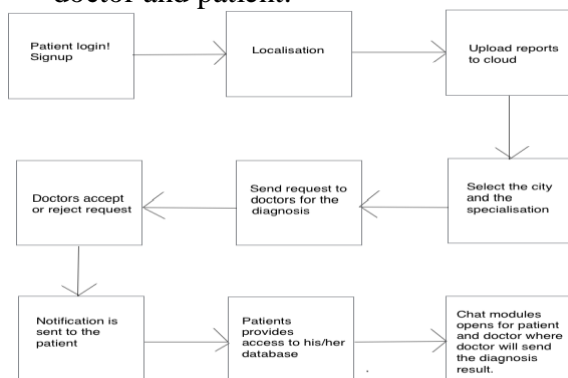 doctor and patient.
Patient login!
Signup
Localisation
Upload reports
to cloud
Select the city
and the
specialisation
Send request to
doctors for the
diagnosis
Doctors accept
or reject request
Notification is
sent to the
patient
Patients
provides
access to his/her
database
Chat modules
opens for patient
and doctor where
doctor will send
the diagnosis
result.